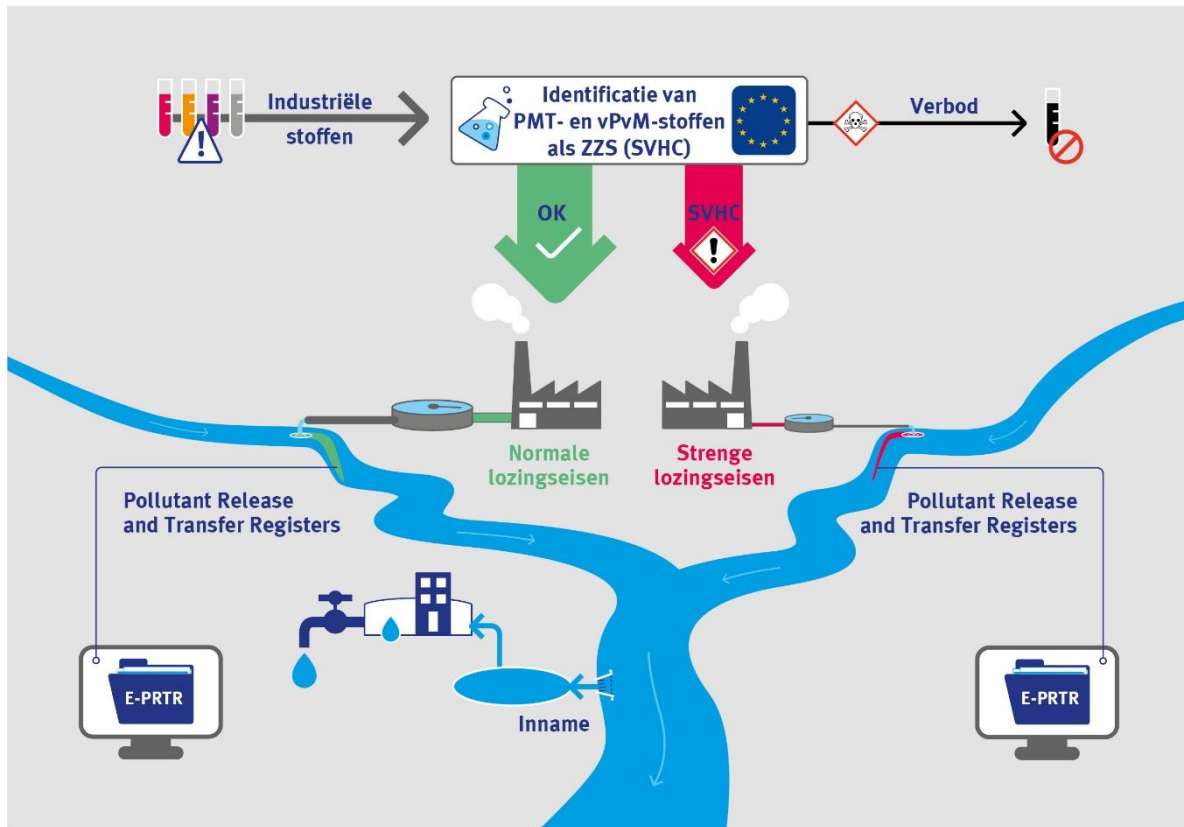 Industriële
stoffen
Identificatie van
PMT- en vPvM-stoffen
als ZZS (SVHC)
Verbod
OK
SVHC
Normale
lozingseisen
Strenge
lozingseisen
Pollutant Release
and Transfer Registers
Pollutant Release
and Transfer Registers
E-PRTR
Inname
E-PRTR